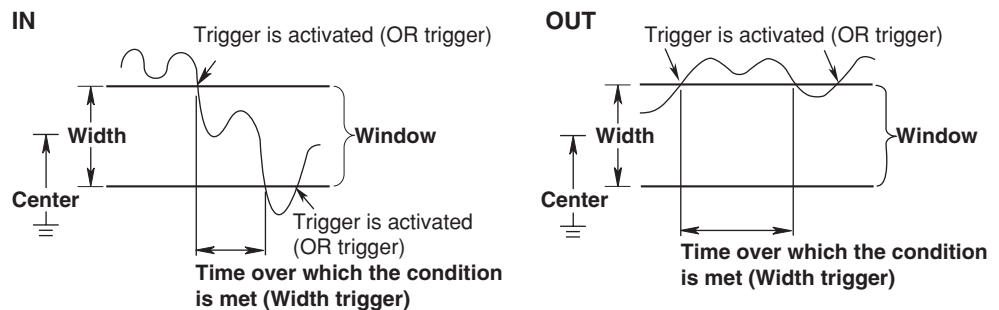 IN
Trigger is activated (OR trigger)
Width
Window
Center
Trigger is activated
(OR trigger)
Time over which the condition
is met (Width trigger)
OUT
Trigger is activated (OR trigger)
Width
Window
Center
Time over which the condition
is met (Width trigger)